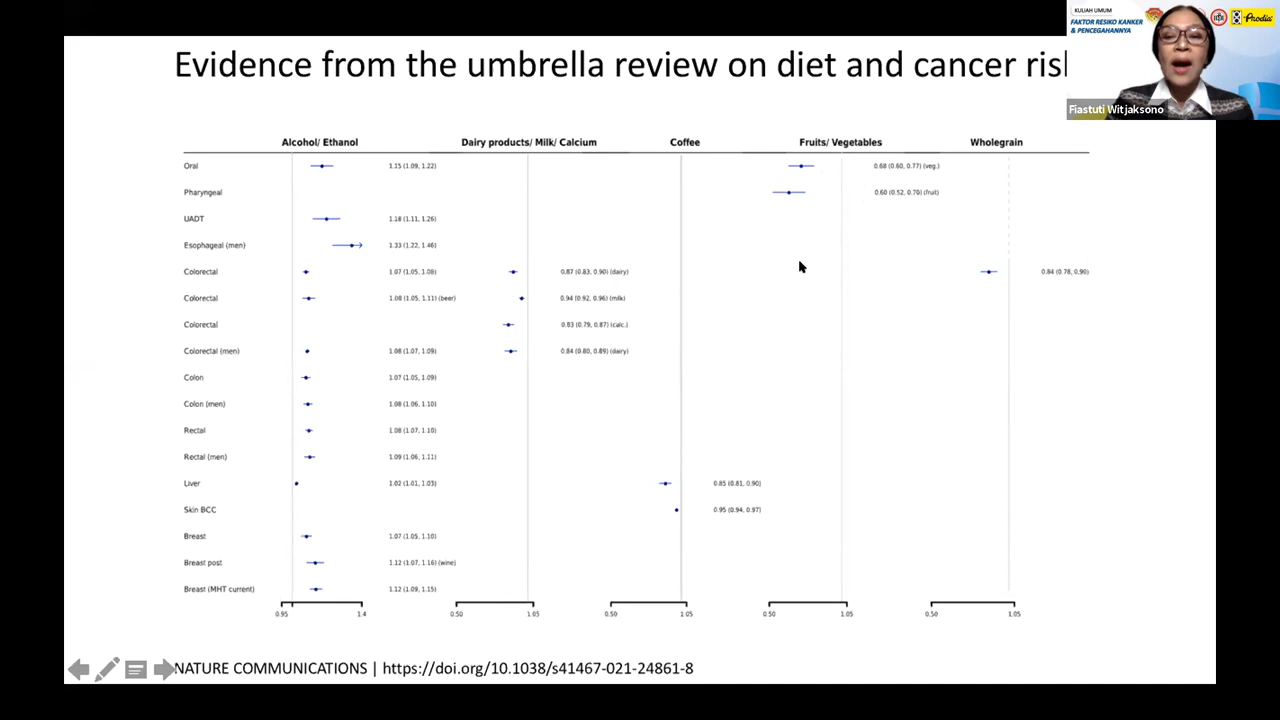 KULIAH UMUM
FAKTOR RESIKO KANKER
& PENCEGAHANNYA
Prodia
Fiastuti Witjaksono
Evidence from the umbrella review on diet and cancer risl
Alcohol/ Ethanol Dairy products/ Milk/ Calcium Coffee Fruits/ Vegetables Wholegrain
Oral 1.15 (1.09, 1.22) 0.68 (0.60, 0.77) (veg.)
Pharyngeal 0.60 (0.52, 0.70) (fruit)
UADT 1.18 (1.11, 1.26)
Esophageal (men) 1.33 (1.22, 1.46)
Colorectal 1.07 (1.05, 1.08) 0.87 (0.83, 0.90) (dairy) 0.84 (0.78, 0.90)
Colorectal 1.08 (1.05, 1.11) (beer) 0.94 (0.92, 0.96) (milk)
Colorectal 0.83 (0.79, 0.87) (calc.)
Colorectal (men) 1.08 (1.07, 1.09) 0.84 (0.80, 0.89) (dairy)
Colon 1.07 (1.05, 1.09)
Colon (men) 1.08 (1.06, 1.10)
Rectal 1.08 (1.07, 1.10)
Rectal (men) 1.09 (1.06, 1.11)
Liver 1.02 (1.01, 1.03) 0.85 (0.81, 0.90)
Skin BCC 0.95 (0.94, 0.97)
Breast 1.07 (1.05, 1.10)
Breast post 1.12 (1.07, 1.16) (wine)
Breast (MHT current) 1.12 (1.09, 1.15)
0.95 1.4 0.50 1.05 0.50 1.05 0.50 1.05 0.50 1.05
NATURE COMMUNICATIONS | https://doi.org/10.1038/s41467-021-24861-8